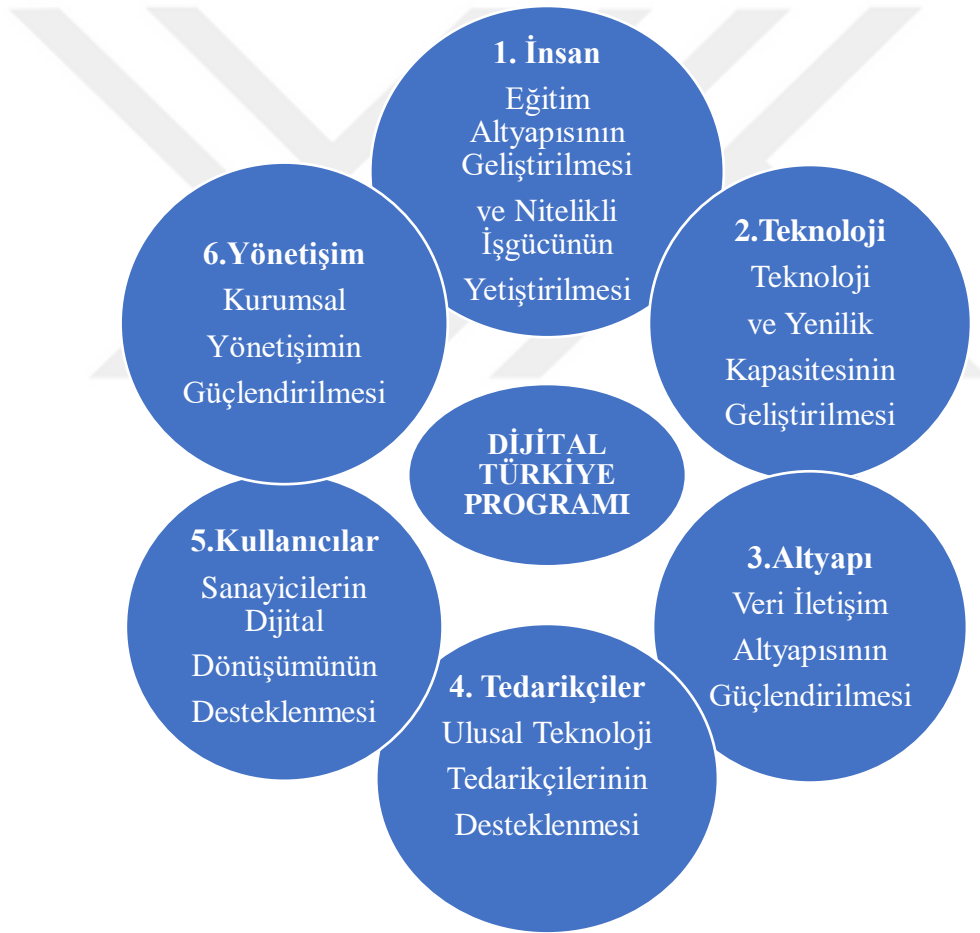 1. İnsan
Eğitim
Altyapısının
Geliştirilmesi
ve Nitelikli
İşgücünün
Yetiştirilmesi
2.Teknoloji
Teknoloji
ve Yenilik
Kapasitesinin
Geliştirilmesi
3.Altyapı
Veri İletişim
Altyapısının
Güçlendirilmesi
4. Tedarikçiler
Ulusal Teknoloji
Tedarikçilerinin
Desteklenmesi
5.Kullanıcılar
Sanayicilerin
Dijital
Dönüşümünün
Desteklenmesi
6.Yönetişim
Kurumsal
Yönetişimin
Güçlendirilmesi
DİJİTAL
TÜRKİYE
PROGRAMI